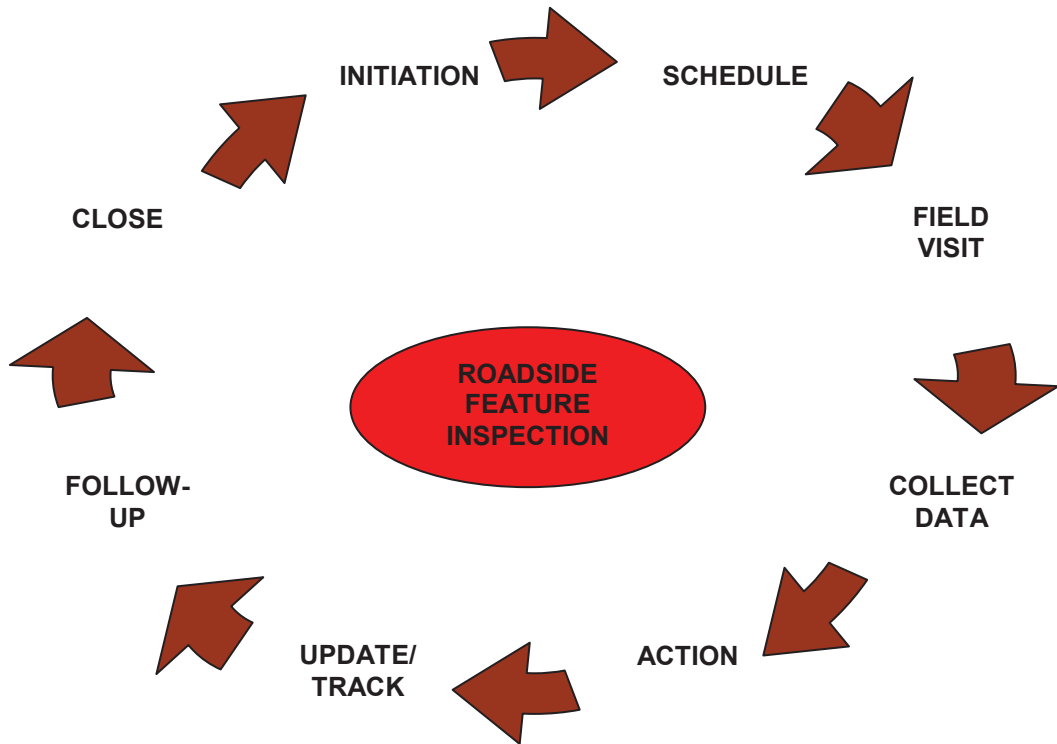 INITIATION
SCHEDULE
FIELD
VISIT
COLLECT
DATA
ACTION
UPDATE/
TRACK
FOLLOW-
UP
CLOSE
ROADSIDE
FEATURE
INSPECTION